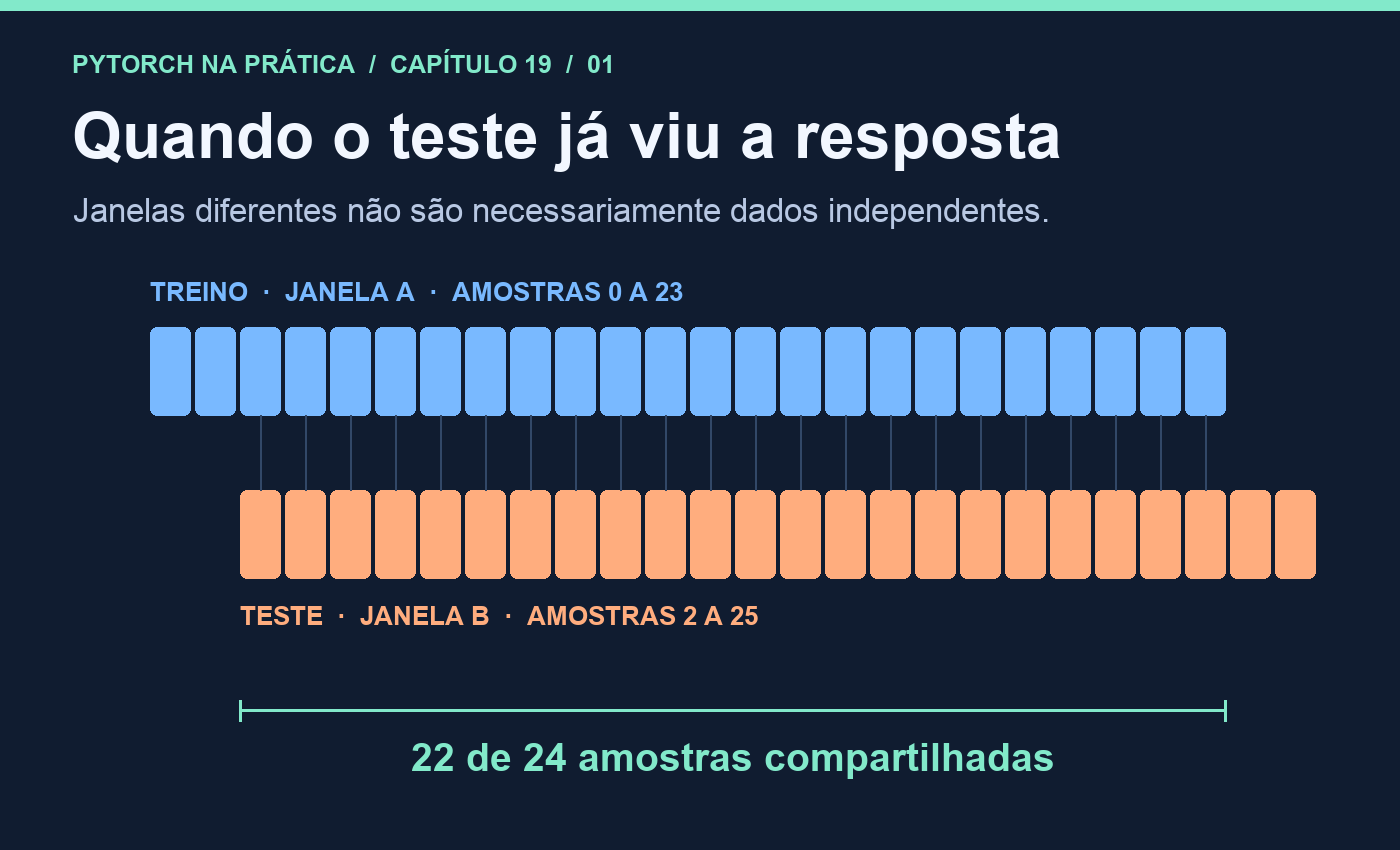 PYTORCH NA PRÁTICA / CAPÍTULO 19 / 01
Quando o teste já viu a resposta
Janelas diferentes não são necessariamente dados independentes.
TREINO · JANELA A · AMOSTRAS 0 A 23
TESTE · JANELA B · AMOSTRAS 2 A 25
22 de 24 amostras compartilhadas